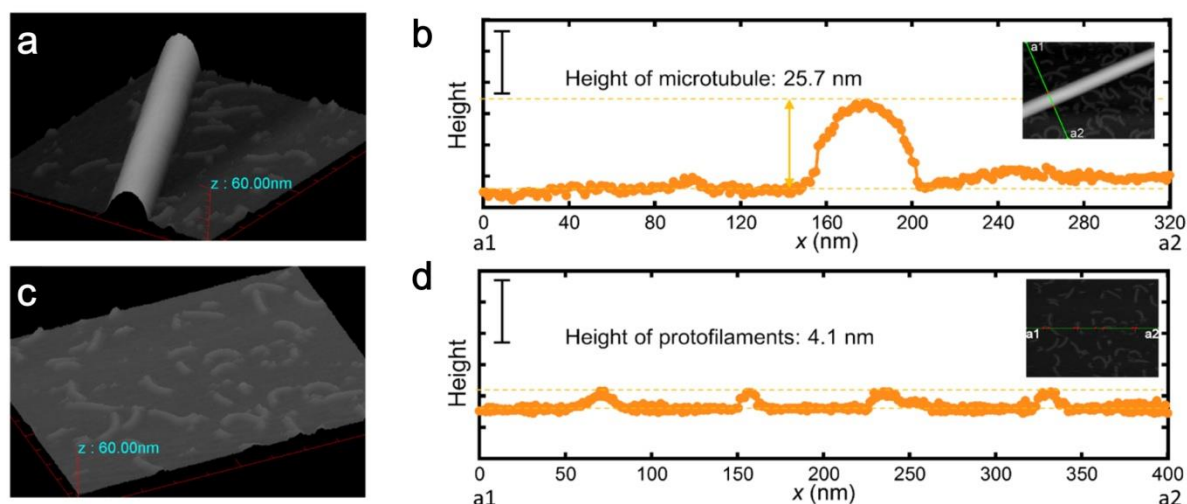 a
z : 60.00nm
b
Height of microtubule: 25.7 nm
Height
a1
a2
0 40 80 120 160 200 240 280 320
a1 x (nm) a2
c
z : 60.00nm
d
Height of protofilaments: 4.1 nm
Height
a1 a2
0 50 100 150 200 250 300 350 400
a1 x (nm) a2